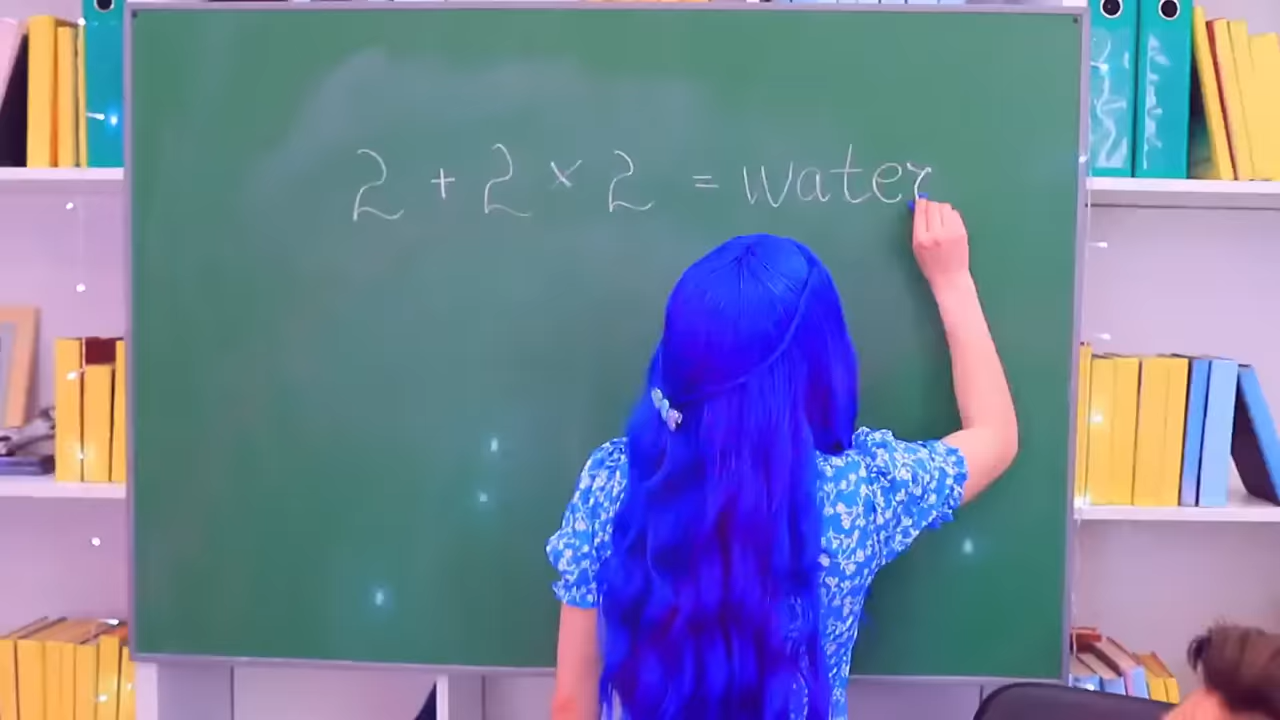 2 + 2 × 2 = water